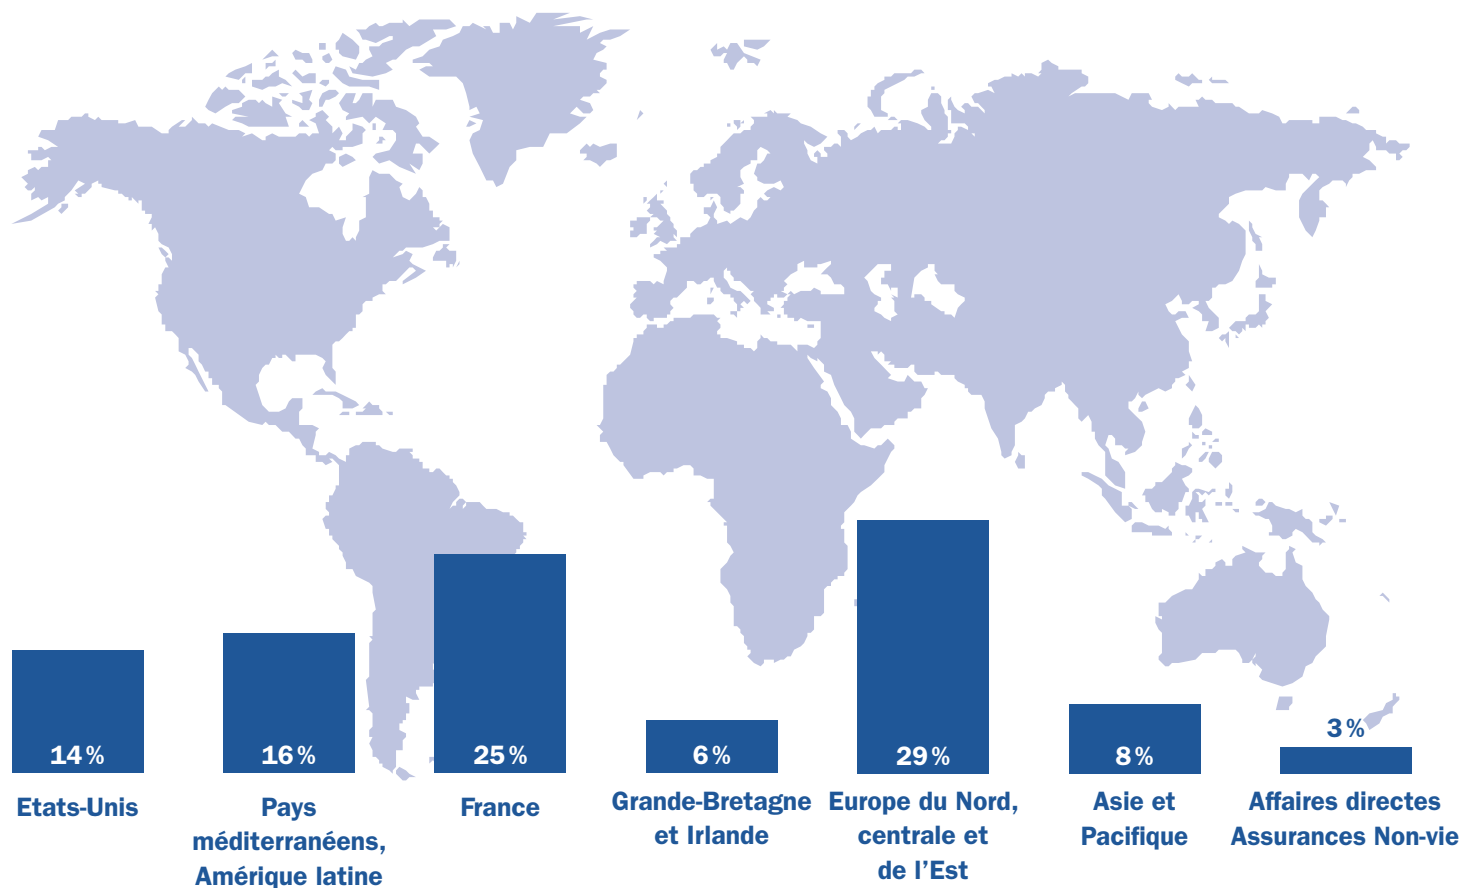 14 %
Etats-Unis
16 %
Pays
méditerranéens,
Amérique latine
25 %
France
6 %
Grande-Bretagne
et Irlande
29 %
Europe du Nord,
centrale et
de l’Est
8 %
Asie et
Pacifique
3 %
Affaires directes
Assurances Non-vie